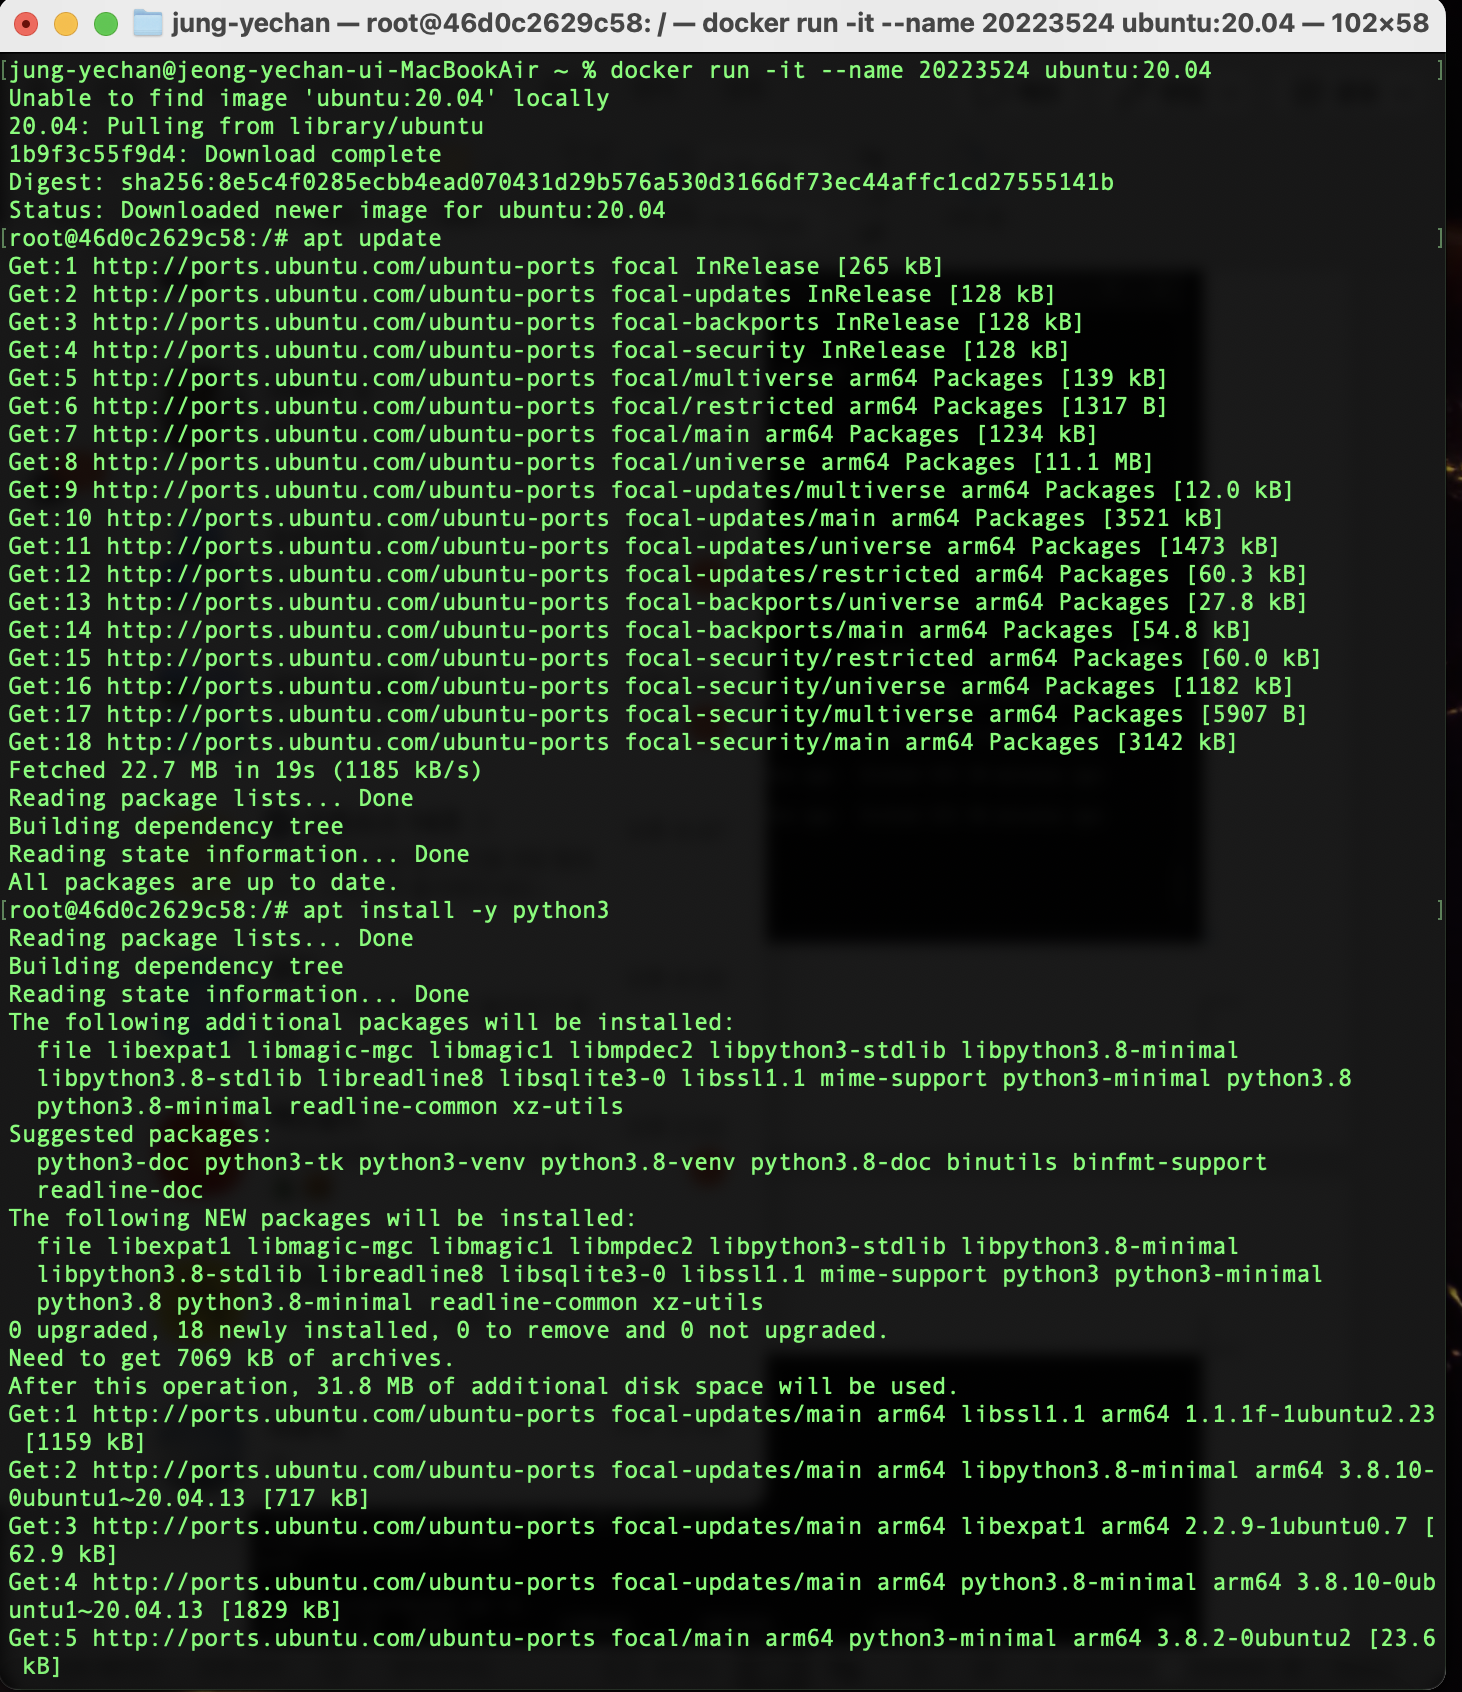 jung-yechan — root@46d0c2629c58: / — docker run -it --name 20223524 ubuntu:20.04 — 102×58
[jung-yechan@jeong-yechan-ui-MacBookAir ~ % docker run -it --name 20223524 ubuntu:20.04 ]
Unable to find image 'ubuntu:20.04' locally
20.04: Pulling from library/ubuntu
1b9f3c55f9d4: Download complete
Digest: sha256:8e5c4f0285ecbb4ead070431d29b576a530d3166df73ec44affc1cd27555141b
Status: Downloaded newer image for ubuntu:20.04
[root@46d0c2629c58:/# apt update ]
Get:1 http://ports.ubuntu.com/ubuntu-ports focal InRelease [265 kB]
Get:2 http://ports.ubuntu.com/ubuntu-ports focal-updates InRelease [128 kB]
Get:3 http://ports.ubuntu.com/ubuntu-ports focal-backports InRelease [128 kB]
Get:4 http://ports.ubuntu.com/ubuntu-ports focal-security InRelease [128 kB]
Get:5 http://ports.ubuntu.com/ubuntu-ports focal/multiverse arm64 Packages [139 kB]
Get:6 http://ports.ubuntu.com/ubuntu-ports focal/restricted arm64 Packages [1317 B]
Get:7 http://ports.ubuntu.com/ubuntu-ports focal/main arm64 Packages [1234 kB]
Get:8 http://ports.ubuntu.com/ubuntu-ports focal/universe arm64 Packages [11.1 MB]
Get:9 http://ports.ubuntu.com/ubuntu-ports focal-updates/multiverse arm64 Packages [12.0 kB]
Get:10 http://ports.ubuntu.com/ubuntu-ports focal-updates/main arm64 Packages [3521 kB]
Get:11 http://ports.ubuntu.com/ubuntu-ports focal-updates/universe arm64 Packages [1473 kB]
Get:12 http://ports.ubuntu.com/ubuntu-ports focal-updates/restricted arm64 Packages [60.3 kB]
Get:13 http://ports.ubuntu.com/ubuntu-ports focal-backports/universe arm64 Packages [27.8 kB]
Get:14 http://ports.ubuntu.com/ubuntu-ports focal-backports/main arm64 Packages [54.8 kB]
Get:15 http://ports.ubuntu.com/ubuntu-ports focal-security/restricted arm64 Packages [60.0 kB]
Get:16 http://ports.ubuntu.com/ubuntu-ports focal-security/universe arm64 Packages [1182 kB]
Get:17 http://ports.ubuntu.com/ubuntu-ports focal-security/multiverse arm64 Packages [5907 B]
Get:18 http://ports.ubuntu.com/ubuntu-ports focal-security/main arm64 Packages [3142 kB]
Fetched 22.7 MB in 19s (1185 kB/s)
Reading package lists... Done
Building dependency tree
Reading state information... Done
All packages are up to date.
[root@46d0c2629c58:/# apt install -y python3 ]
Reading package lists... Done
Building dependency tree
Reading state information... Done
The following additional packages will be installed:
  file libexpat1 libmagic-mgc libmagic1 libmpdec2 libpython3-stdlib libpython3.8-minimal
  libpython3.8-stdlib libreadline8 libsqlite3-0 libssl1.1 mime-support python3-minimal python3.8
  python3.8-minimal readline-common xz-utils
Suggested packages:
  python3-doc python3-tk python3-venv python3.8-venv python3.8-doc binutils binfmt-support
  readline-doc
The following NEW packages will be installed:
  file libexpat1 libmagic-mgc libmagic1 libmpdec2 libpython3-stdlib libpython3.8-minimal
  libpython3.8-stdlib libreadline8 libsqlite3-0 libssl1.1 mime-support python3 python3-minimal
  python3.8 python3.8-minimal readline-common xz-utils
0 upgraded, 18 newly installed, 0 to remove and 0 not upgraded.
Need to get 7069 kB of archives.
After this operation, 31.8 MB of additional disk space will be used.
Get:1 http://ports.ubuntu.com/ubuntu-ports focal-updates/main arm64 libssl1.1 arm64 1.1.1f-1ubuntu2.23
 [1159 kB]
Get:2 http://ports.ubuntu.com/ubuntu-ports focal-updates/main arm64 libpython3.8-minimal arm64 3.8.10-
0ubuntu1~20.04.13 [717 kB]
Get:3 http://ports.ubuntu.com/ubuntu-ports focal-updates/main arm64 libexpat1 arm64 2.2.9-1ubuntu0.7 [
62.9 kB]
Get:4 http://ports.ubuntu.com/ubuntu-ports focal-updates/main arm64 python3.8-minimal arm64 3.8.10-0ub
untu1~20.04.13 [1829 kB]
Get:5 http://ports.ubuntu.com/ubuntu-ports focal/main arm64 python3-minimal arm64 3.8.2-0ubuntu2 [23.6
 kB]